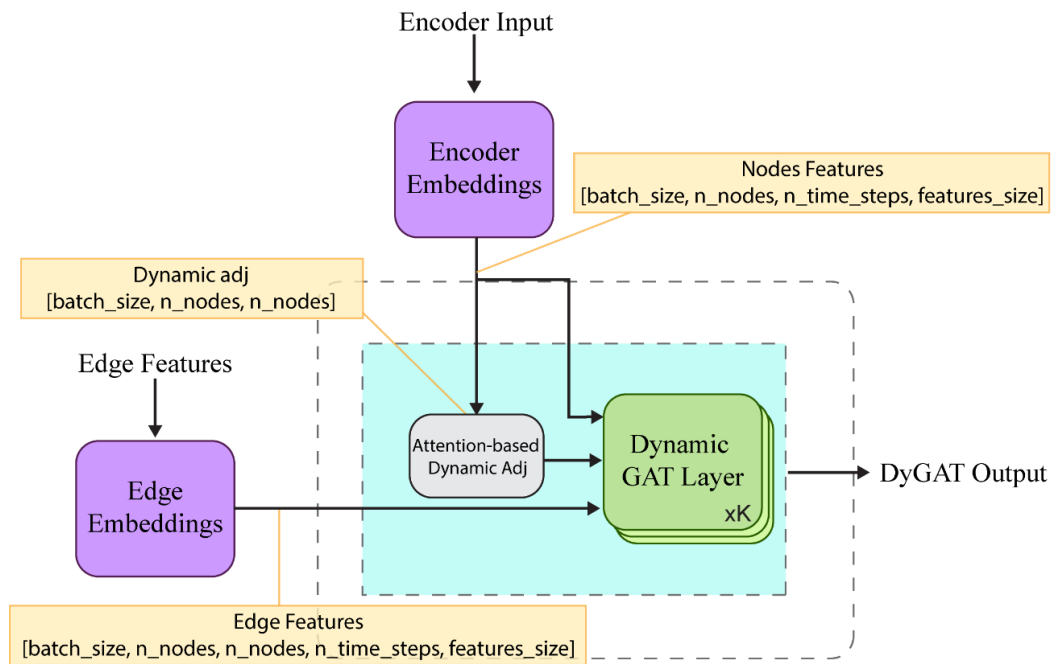 Encoder Input
Encoder
Embeddings
Nodes Features
[batch_size, n_nodes, n_time_steps, features_size]
Dynamic adj
[batch_size, n_nodes, n_nodes]
Edge Features
Attention-based
Dynamic Adj
Dynamic
GAT Layer
xK
DyGAT Output
Edge
Embeddings
Edge Features
[batch_size, n_nodes, n_nodes, n_time_steps, features_size]